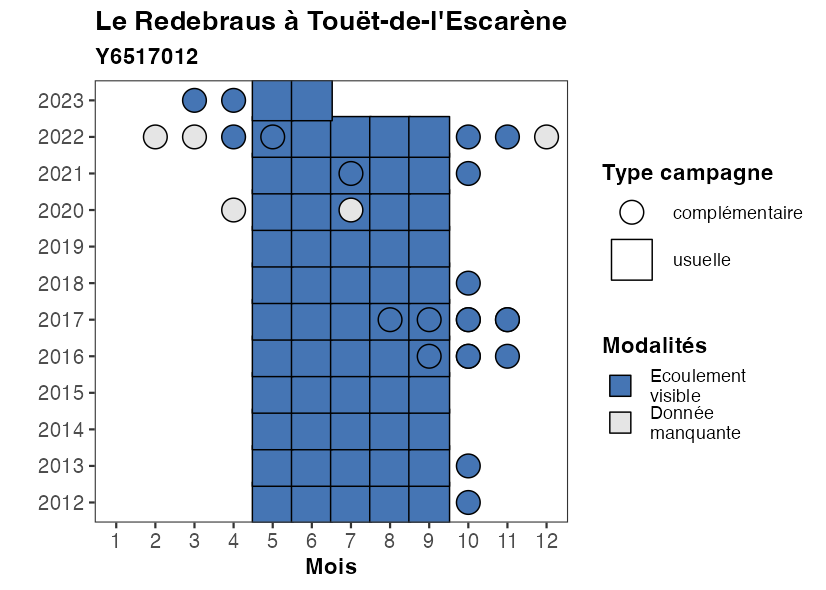 Le Redebraus à Touët-de-l'Escarène
Y6517012
2023
2022
2021
2020
2019
2018
2017
2016
2015
2014
2013
2012
1 2 3 4 5 6 7 8 9 10 11 12
Mois
Type campagne
complémentaire
usuelle
Modalités
Ecoulement
visible
Donnée
manquante